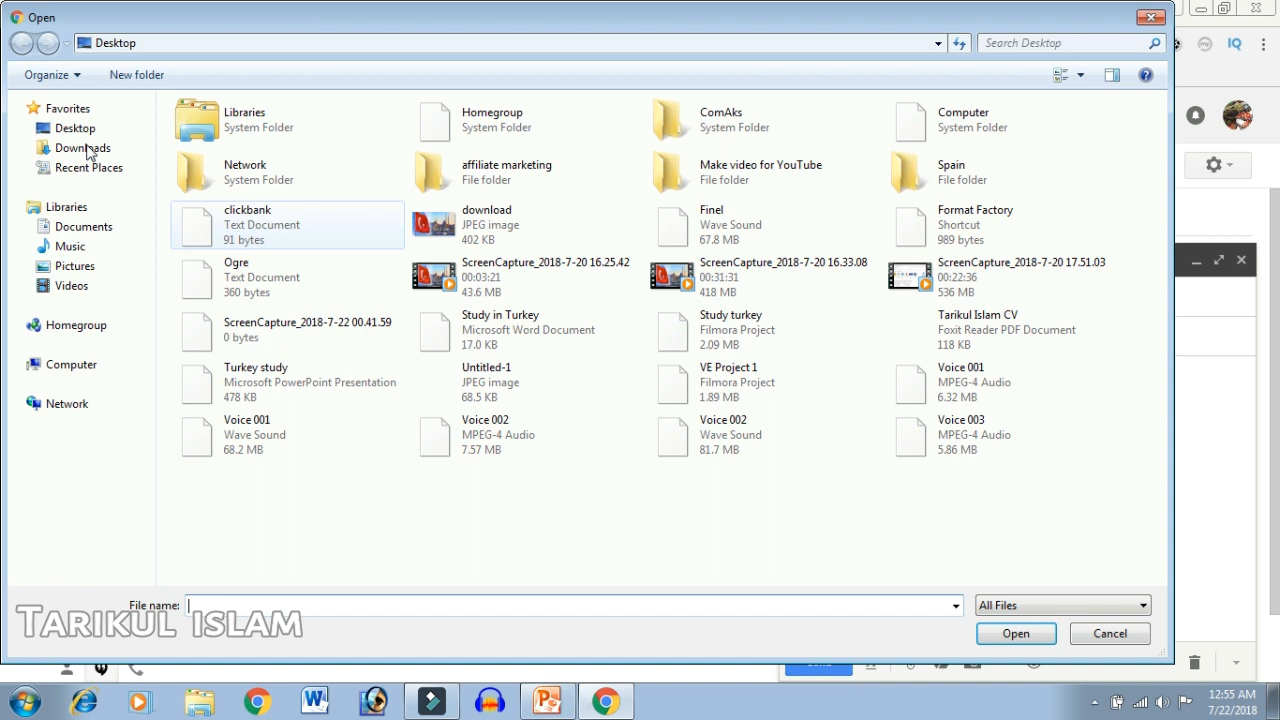 Open
Desktop
Search Desktop
IQ
Organize
New folder
Favorites
Desktop
Downloads
Recent Places
Libraries
Documents
Music
Pictures
Videos
Homegroup
Computer
Network
Libraries
System Folder
Homegroup
System Folder
ComAks
System Folder
Computer
System Folder
Network
System Folder
affiliate marketing
File folder
Make video for YouTube
File folder
Spain
File folder
clickbank
Text Document
91 bytes
download
JPEG image
402 KB
Finel
Wave Sound
67.8 MB
Format Factory
Shortcut
989 bytes
Ogre
Text Document
360 bytes
ScreenCapture_2018-7-20 16.25.42
00:03:21
43.6 MB
ScreenCapture_2018-7-20 16.33.08
00:31:31
418 MB
ScreenCapture_2018-7-20 17.51.03
00:22:36
536 MB
ScreenCapture_2018-7-22 00.41.59
0 bytes
Study in Turkey
Microsoft Word Document
17.0 KB
Study turkey
Filmora Project
2.09 MB
Tarikul Islam CV
Foxit Reader PDF Document
118 KB
Turkey study
Microsoft PowerPoint Presentation
478 KB
Untitled-1
JPEG image
68.5 KB
VE Project 1
Filmora Project
1.89 MB
Voice 001
MPEG-4 Audio
6.32 MB
Voice 001
Wave Sound
68.2 MB
Voice 002
MPEG-4 Audio
7.57 MB
Voice 002
Wave Sound
81.7 MB
Voice 003
MPEG-4 Audio
5.86 MB
File name:
All Files
TARIKUL ISLAM
Open
Cancel
12:55 AM
7/22/2018